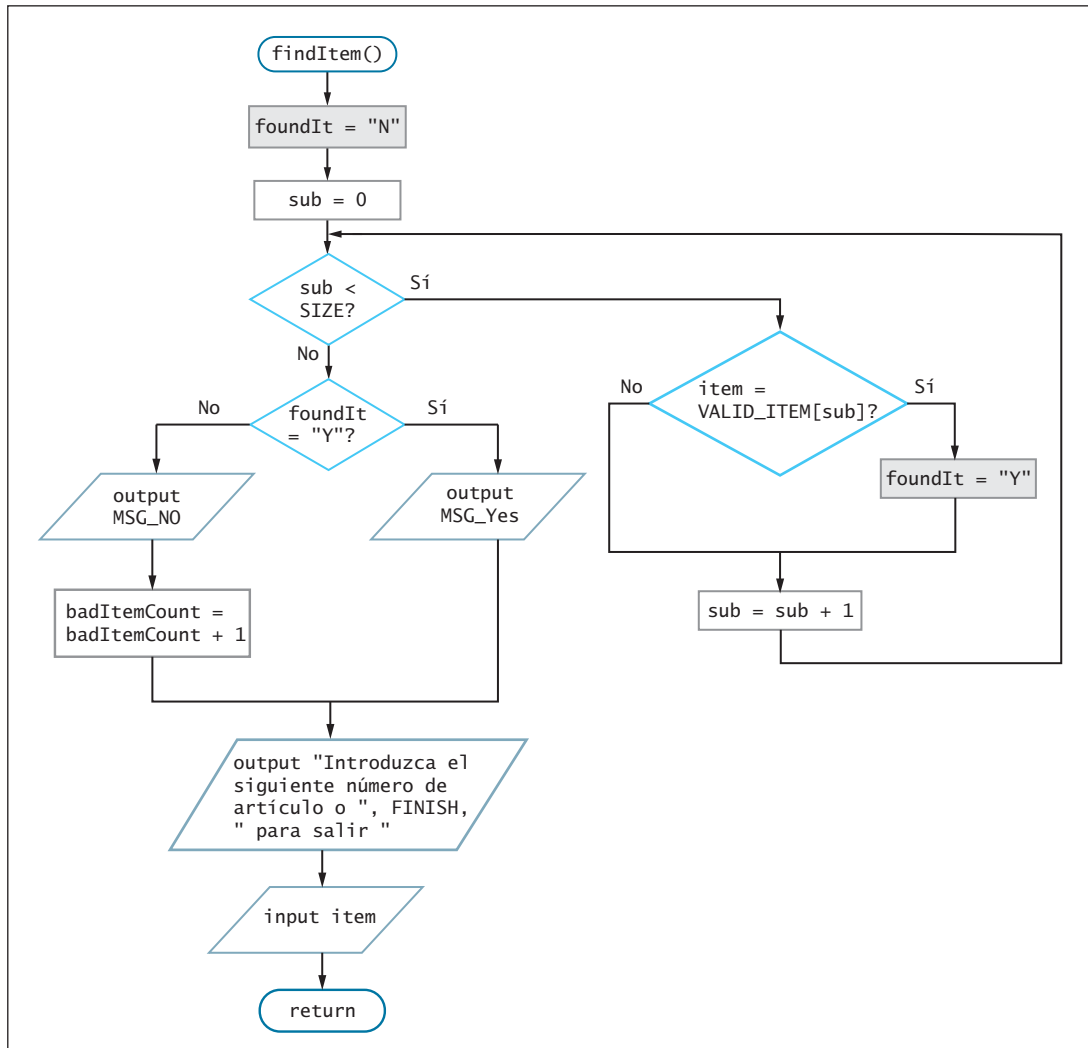 findItem()
foundIt = "N"
sub = 0
sub <
SIZE?
Sí
No
item =
VALID_ITEM[sub]?
No
Sí
foundIt
= "Y"?
No
Sí
foundIt = "Y"
output
MSG_NO
output
MSG_Yes
badItemCount =
badItemCount + 1
sub = sub + 1
output "Introduzca el
siguiente número de
artículo o ", FINISH,
" para salir "
input item
return